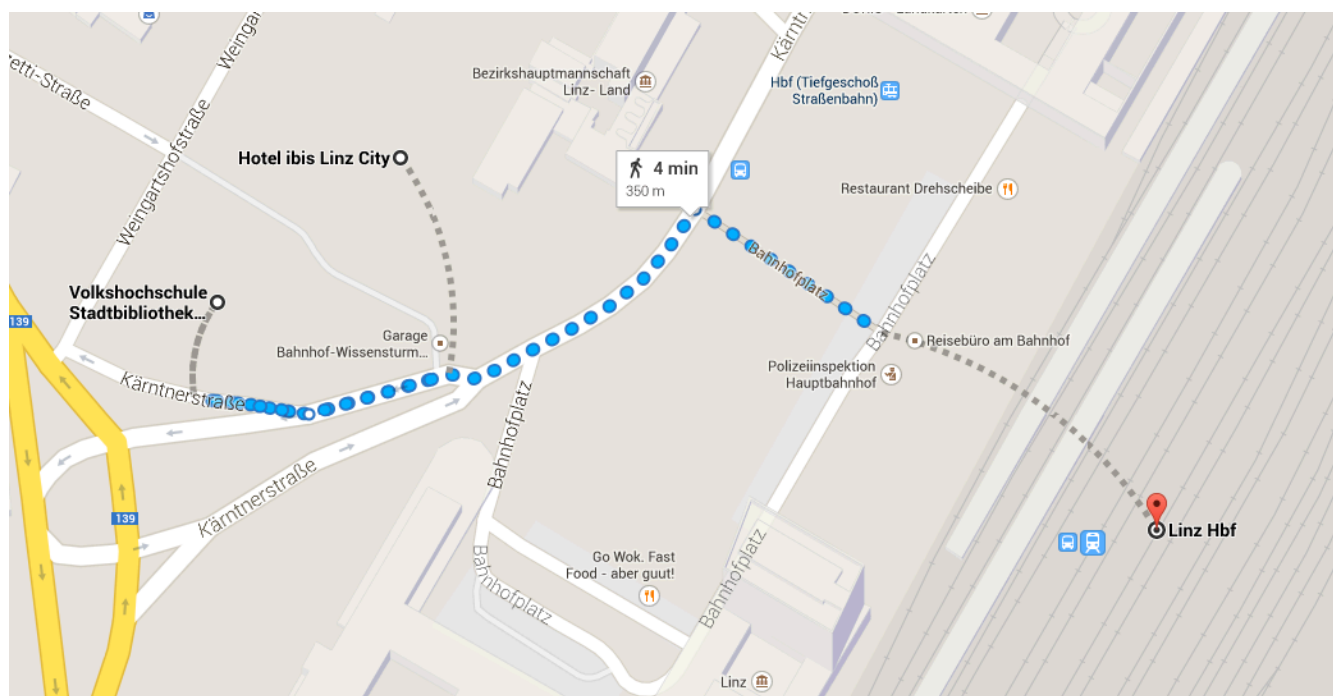 Weingartshofstraße
Weingar
Kärntn
zetti-Straße
Bezirkshauptmannschaft
Linz- Land
Hbf (Tiefgeschoß
Straßenbahn)
Hotel ibis Linz City
4 min
350 m
Restaurant Drehscheibe
Volkshochschule
Stadtbibliothek...
139
Bahnhofplatz
Bahnhofplatz
Garage
Bahnhof-Wissensturm...
Reisebüro am Bahnhof
Polizeiinspektion
Hauptbahnhof
Kärntnerstraße
Bahnhofplatz
Kärntnerstraße
139
Linz Hbf
Go Wok. Fast
Food - aber guut!
Bahnhofplatz
Bahnhofplatz
Linz